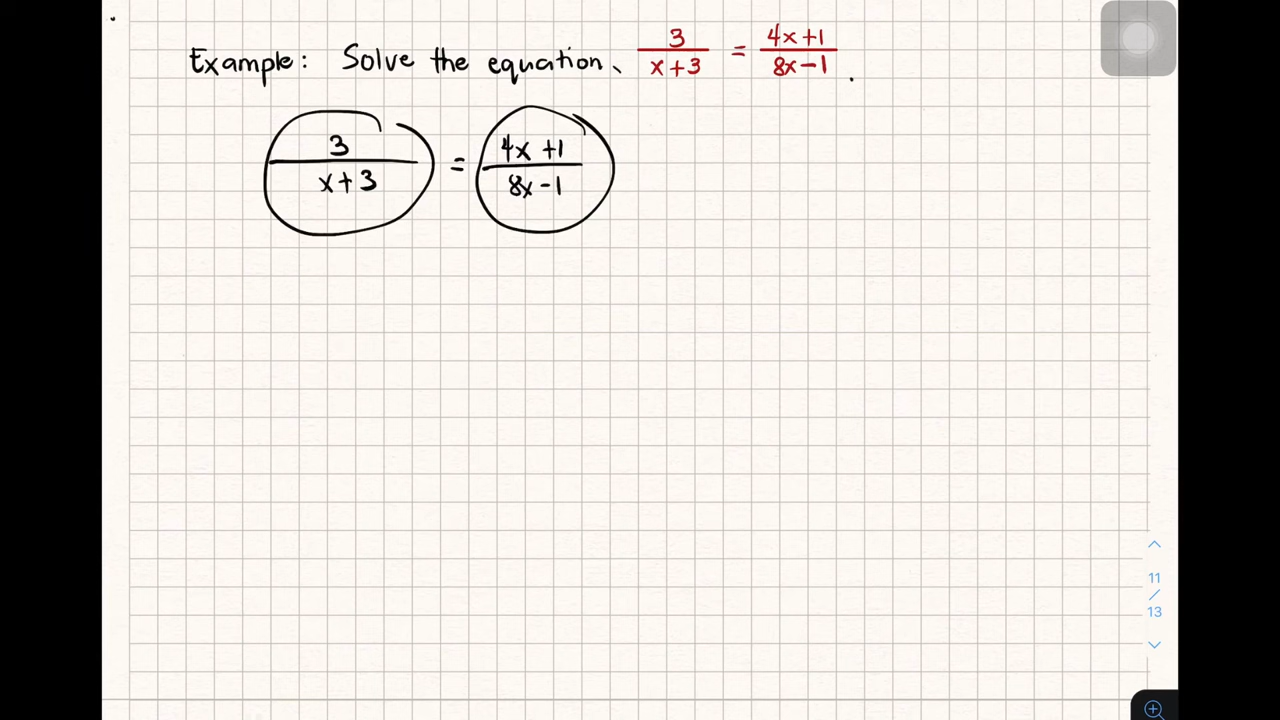 Example: Solve the equation, 3/(x+3) = (4x+1)/(8x-1).
3/(x+3) = (4x+1)/(8x-1)
11
/
13